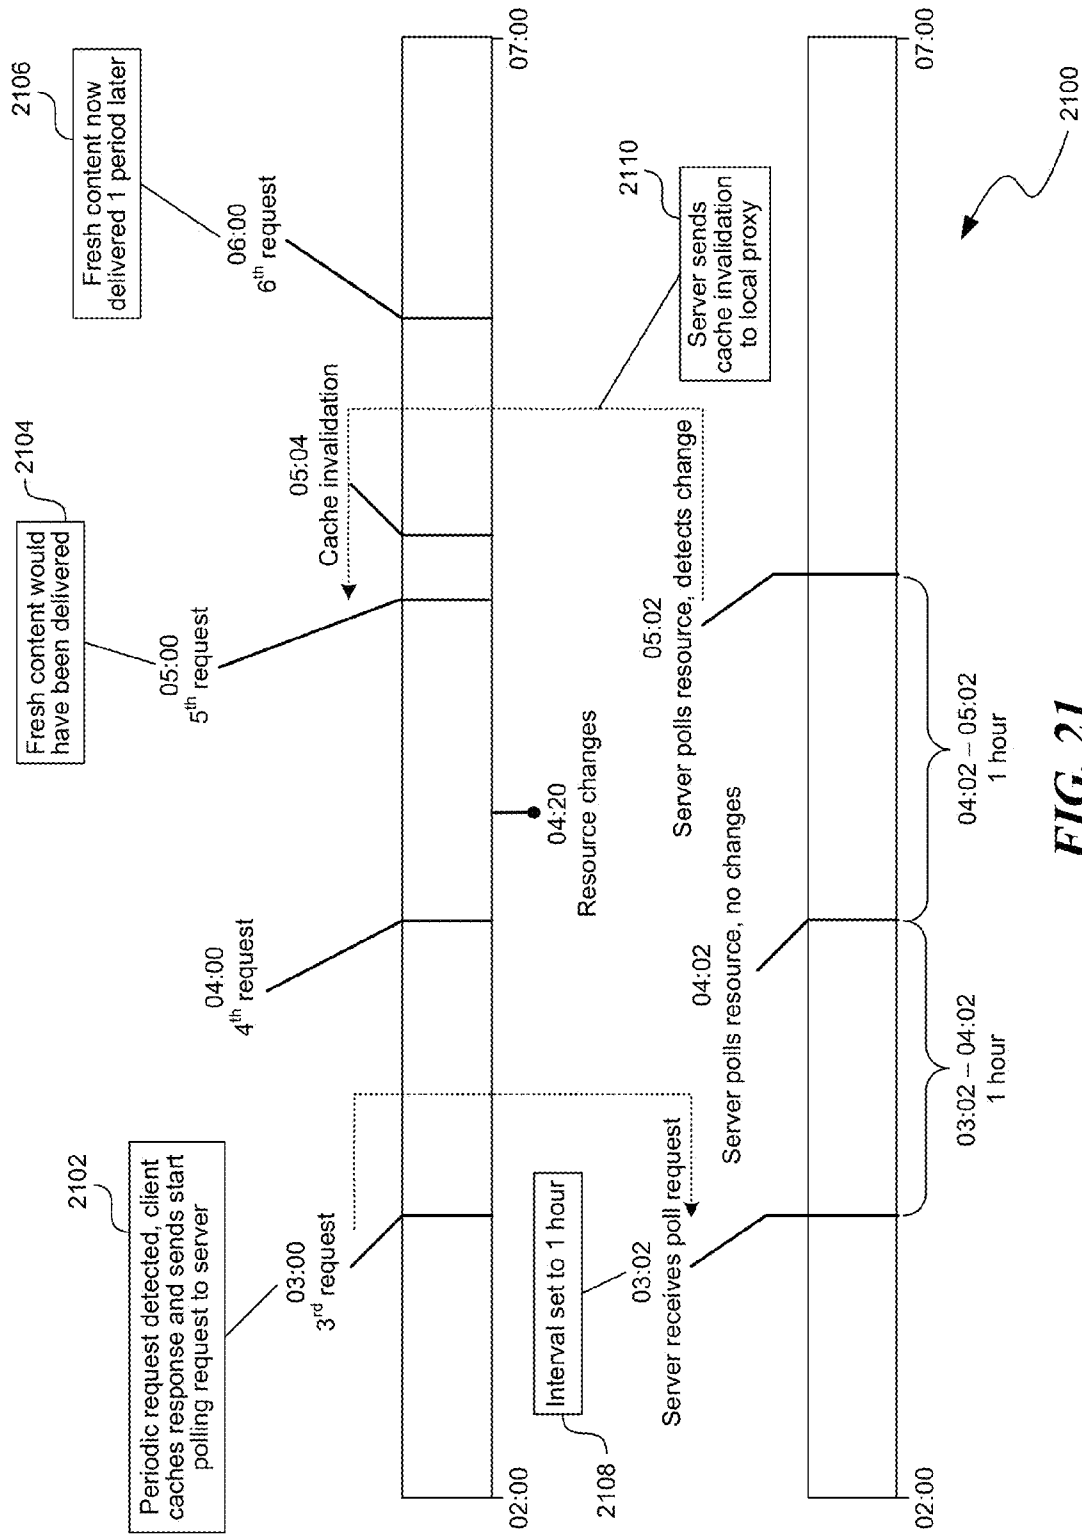 2102
Periodic request detected, client
caches response and sends start
polling request to server
03:00
3rd request
04:00
4th request
2104
Fresh content would
have been delivered
05:00
5th request
05:04
Cache invalidation
2106
Fresh content now
delivered 1 period later
06:00
6th request
02:00
07:00
04:20
Resource changes
2108
Interval set to 1 hour
03:02
Server receives poll request
04:02
Server polls resource, no changes
05:02
Server polls resource, detects change
2110
Server sends
cache invalidation
to local proxy
02:00
07:00
03:02 – 04:02
1 hour
04:02 – 05:02
1 hour
2100
FIG. 21